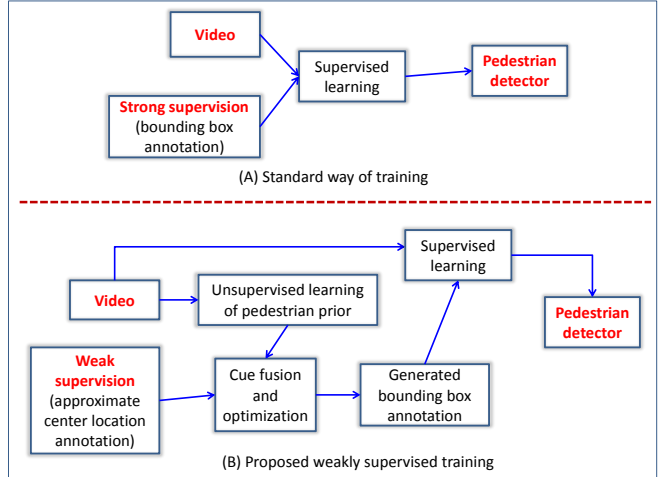 Video
Supervised
learning
Pedestrian
detector
Strong supervision
(bounding box
annotation)
(A) Standard way of training
Supervised
learning
Video
Unsupervised learning
of pedestrian prior
Pedestrian
detector
Weak
supervision
(approximate
center location
annotation)
Cue fusion
and
optimization
Generated
bounding box
annotation
(B) Proposed weakly supervised training